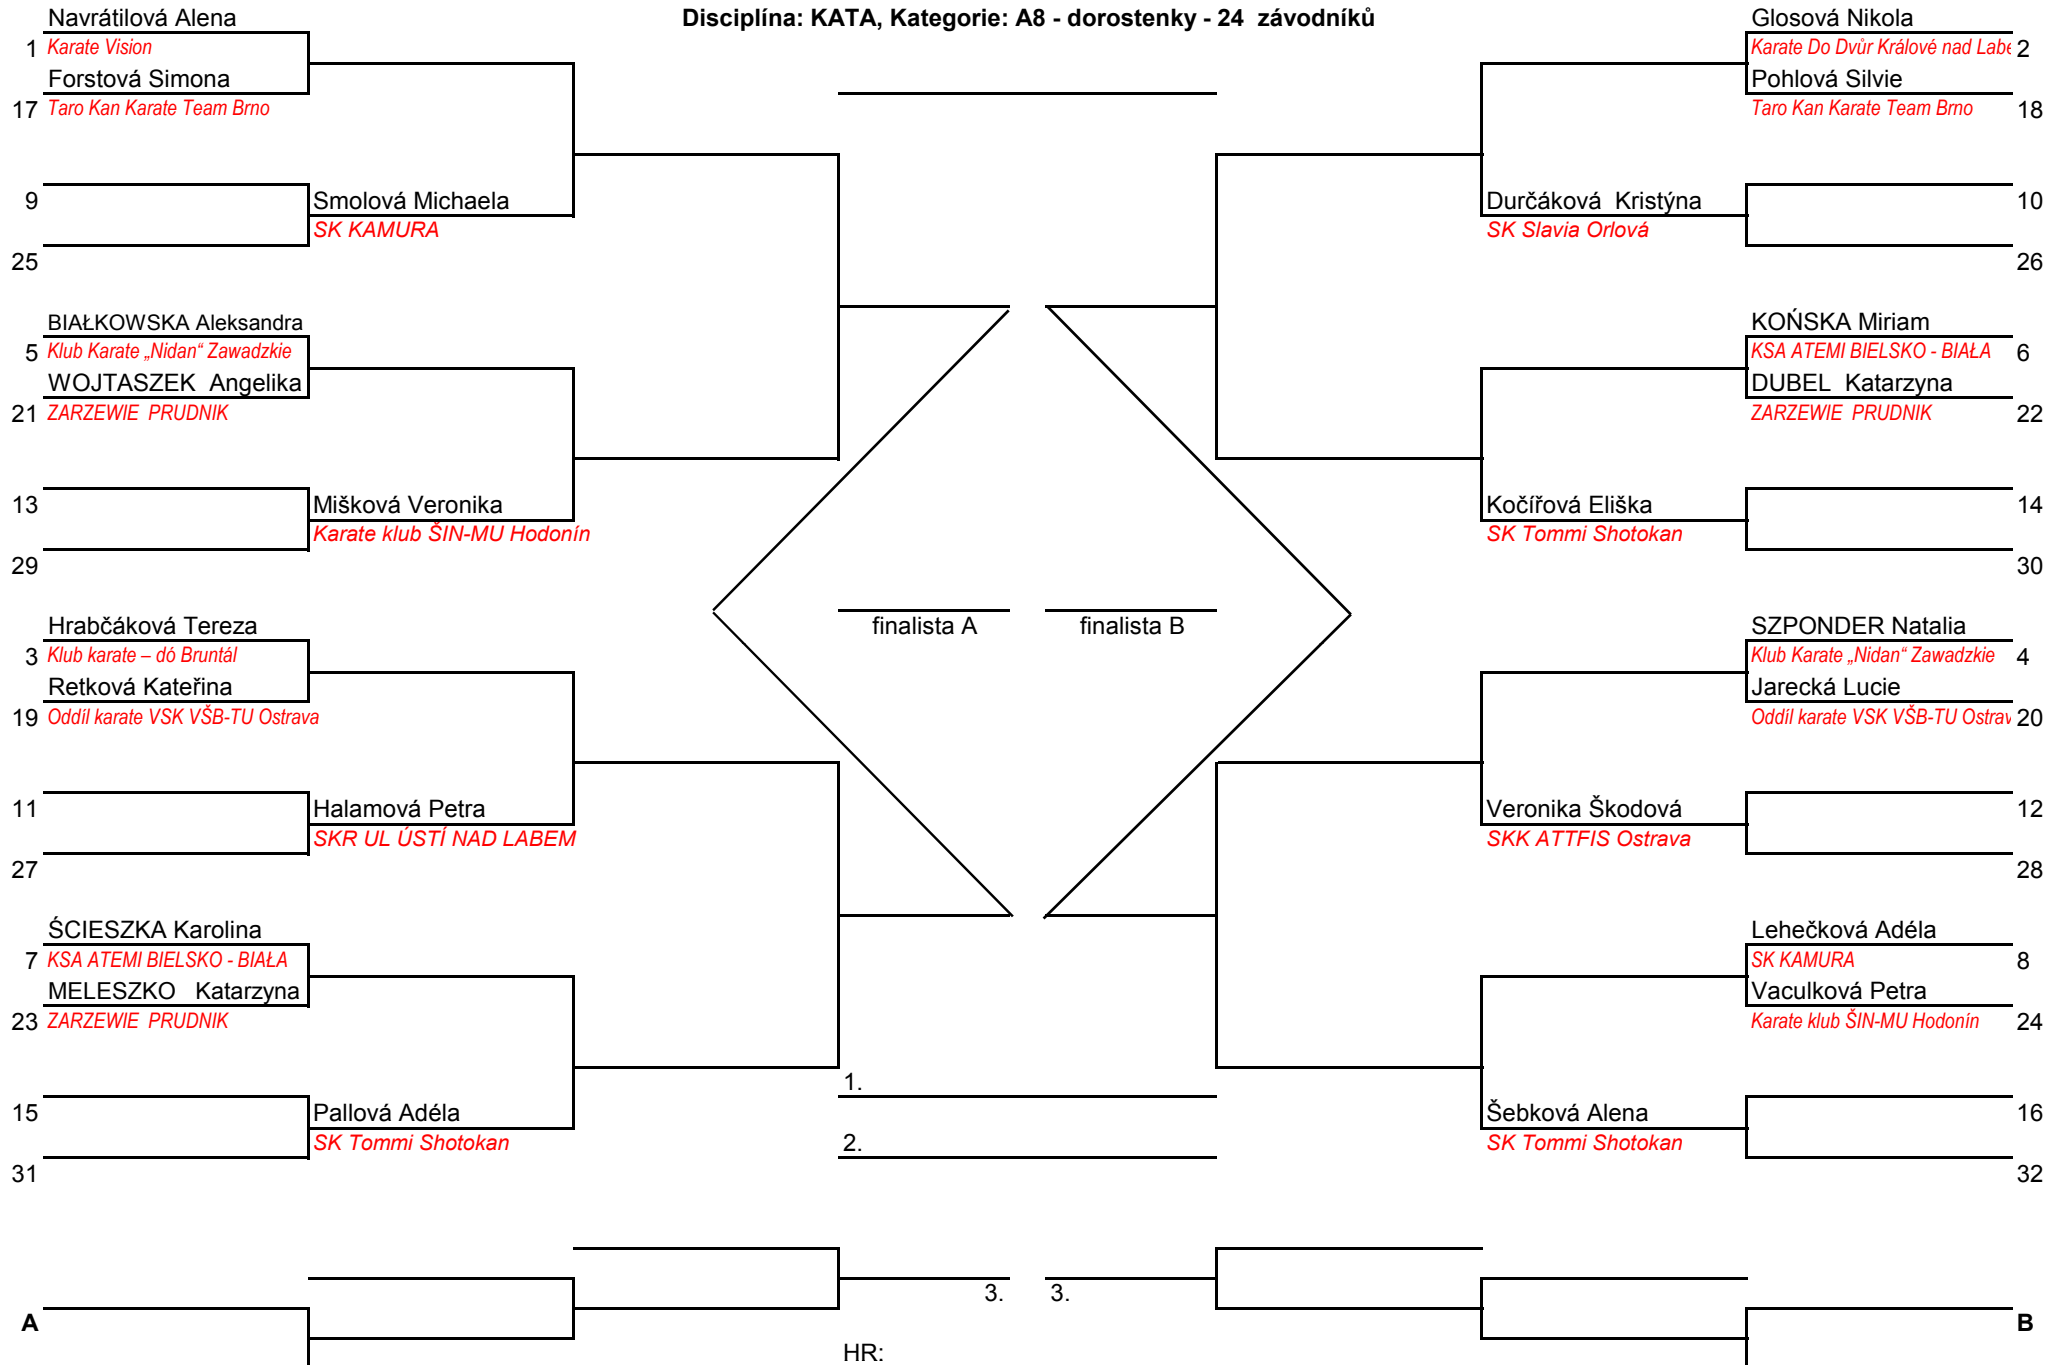 Disciplína: KATA, Kategorie: A8 - dorostenky - 24 závodníků
Navrátilová Alena
1 Karate Vision
Forstová Simona
17 Taro Kan Karate Team Brno
9
Smolová Michaela
SK KAMURA
25
BIAŁKOWSKA Aleksandra
5 Klub Karate „Nidan“ Zawadzkie
WOJTASZEK Angelika
21 ZARZEWIE PRUDNIK
13
Mišková Veronika
Karate klub ŠIN-MU Hodonín
29
Hrabčáková Tereza
3 Klub karate – dó Bruntál
Retková Kateřina
19 Oddíl karate VSK VŠB-TU Ostrava
11
Halamová Petra
SKR UL ÚSTÍ NAD LABEM
27
ŚCIESZKA Karolina
7 KSA ATEMI BIELSKO - BIAŁA
MELESZKO Katarzyna
23 ZARZEWIE PRUDNIK
15
Pallová Adéla
SK Tommi Shotokan
31
A
finalista A
finalista B
1.
2.
3.
3.
HR:
Glosová Nikola
Karate Do Dvůr Králové nad Labe 2
Pohlová Silvie
Taro Kan Karate Team Brno 18
Durčáková Kristýna
10
SK Slavia Orlová
26
KOŃSKA Miriam
KSA ATEMI BIELSKO - BIAŁA 6
DUBEL Katarzyna
ZARZEWIE PRUDNIK 22
Kočířová Eliška
14
SK Tommi Shotokan
30
SZPONDER Natalia
Klub Karate „Nidan“ Zawadzkie 4
Jarecká Lucie
Oddíl karate VSK VŠB-TU Ostrav 20
Veronika Škodová
12
SKK ATTFIS Ostrava
28
Lehečková Adéla
SK KAMURA 8
Vaculková Petra
Karate klub ŠIN-MU Hodonín 24
Šebková Alena
16
SK Tommi Shotokan
32
B